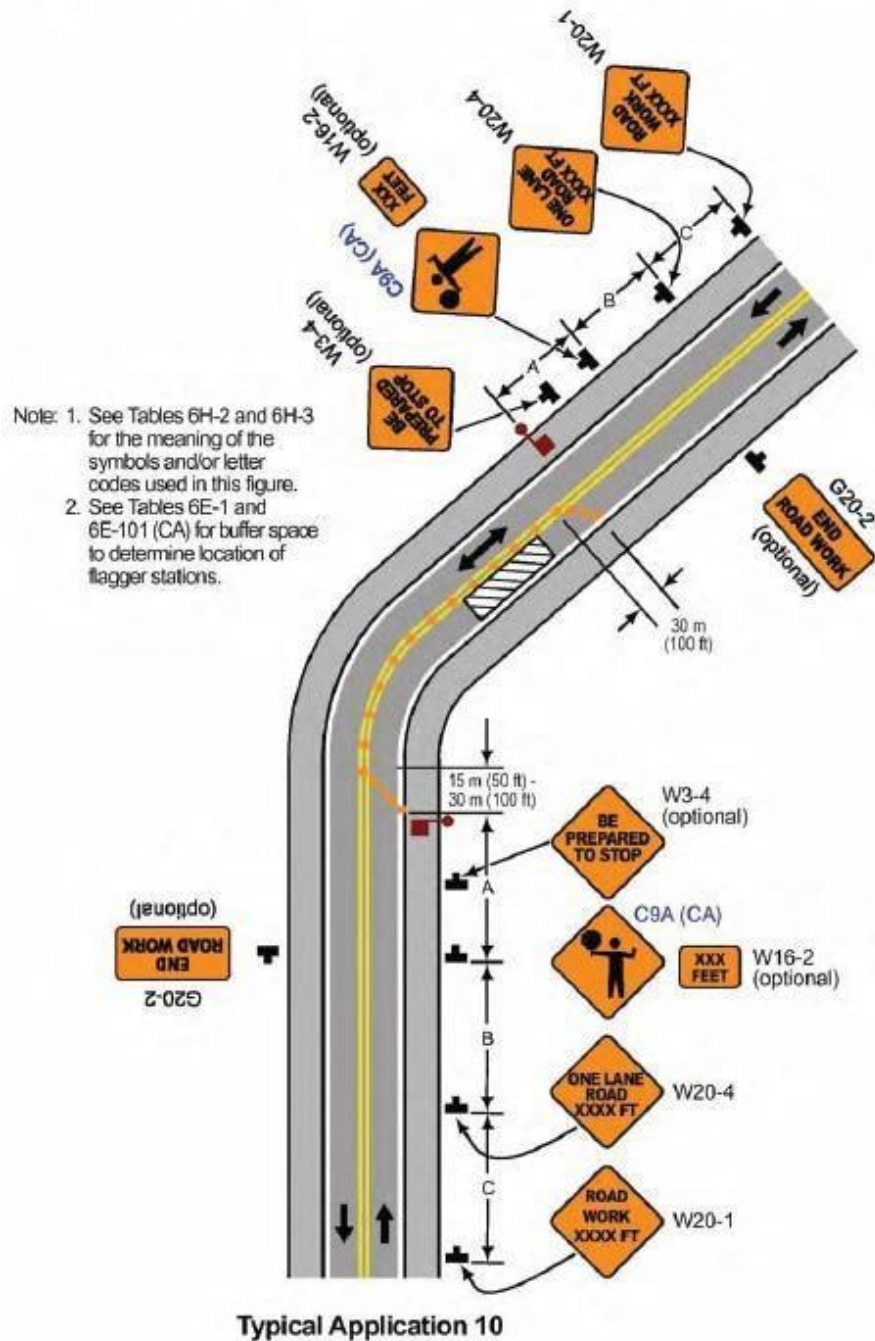 W20-1
ROAD
WORK
XXXX FT
W20-4
ONE LANE
ROAD
XXXX FT
W16-2
(optional)
XXX
FEET
C9A (CA)
W3-4
(optional)
BE
PREPARED
TO STOP
C
B
A
Note: 1. See Tables 6H-2 and 6H-3
for the meaning of the
symbols and/or letter
codes used in this figure.
2. See Tables 6E-1 and
6E-101 (CA) for buffer space
to determine location of
flagger stations.
G20-2
END
ROAD WORK
(optional)
30 m
(100 ft)
15 m (50 ft) -
30 m (100 ft)
W3-4
(optional)
BE
PREPARED
TO STOP
A
C9A (CA)
XXX
FEET
W16-2
(optional)
G20-2
END
ROAD WORK
(optional)
B
ONE LANE
ROAD
XXXX FT
W20-4
C
ROAD
WORK
XXXX FT
W20-1
Typical Application 10